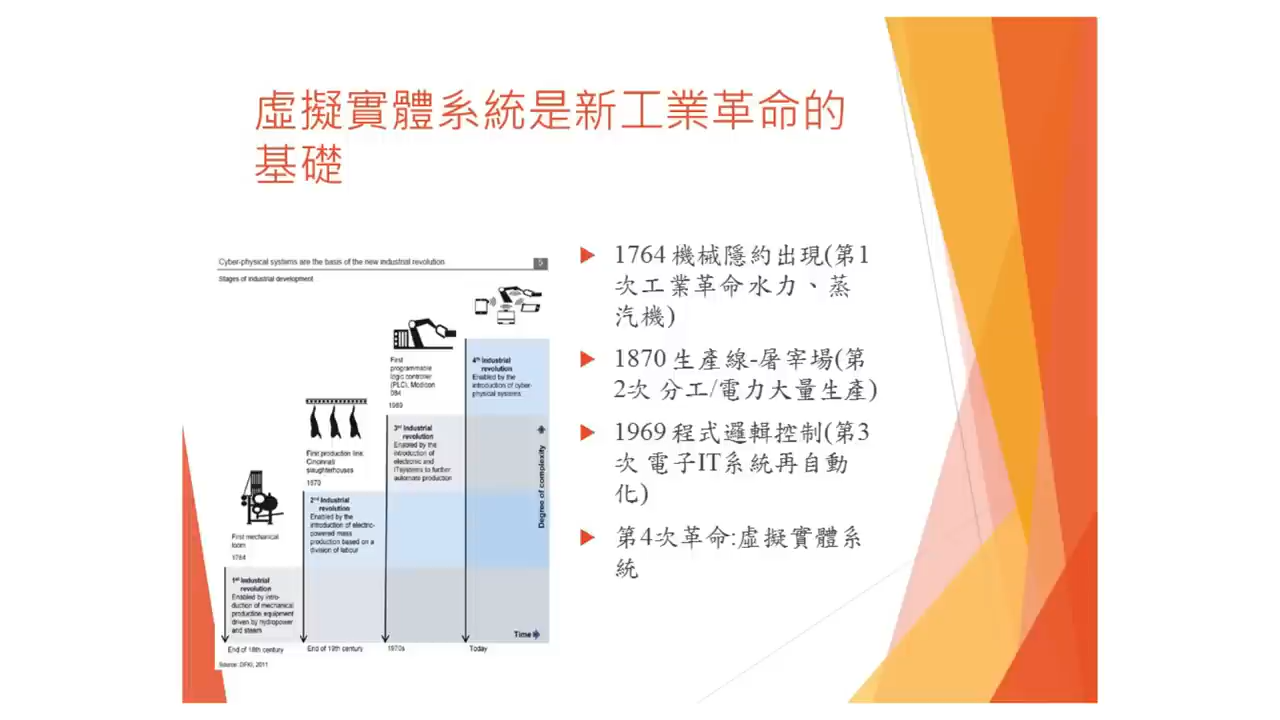 虛擬實體系統是新工業革命的
基礎
Cyber-physical systems are the basis of the new industrial revolution
5
Stages of industrial development
4th Industrial
revolution
Enabled by the
introduction of cyber-
physical systems
First
programmable
logic controller
(PLC), Modicon
084
1969
3rd Industrial
revolution
Enabled by the
introduction of
electronic and
IT systems to further
automate production
First production line,
Cincinnati
slaughterhouses
1870
2nd Industrial
revolution
Enabled by the
introduction of electric-
powered mass
production based on a
division of labour
First mechanical
loom
1784
1st Industrial
revolution
Enabled by intro-
duction of mechanical
production equipment
driven by hydropower
and steam
Degree of complexity
Time
End of 18th century
End of 19th century
1970s
Today
Source: DFKI, 2011
1764 機械隱約出現(第1
次工業革命水力、蒸
汽機)
1870 生產線-屠宰場(第
2次 分工/電力大量生產)
1969 程式邏輯控制(第3
次 電子IT系統再自動
化)
第4次革命:虛擬實體系
統